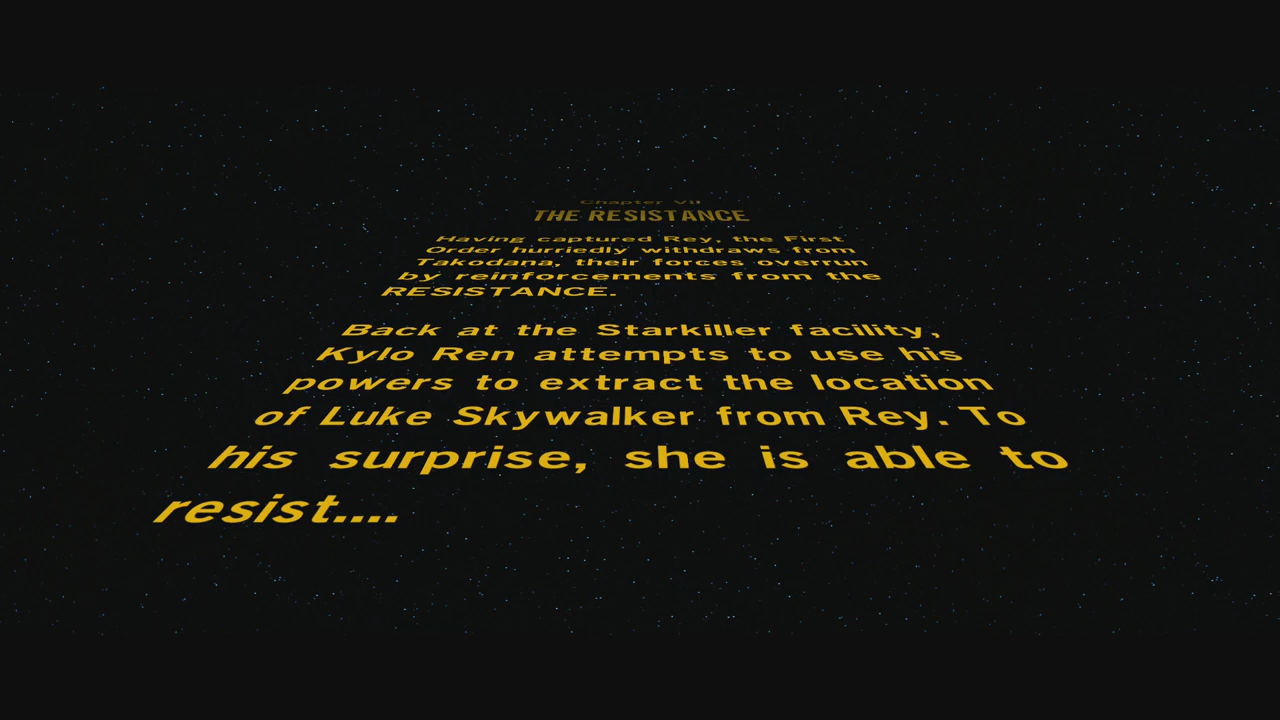 Chapter VII
THE RESISTANCE
Having captured Rey, the First
Order hurriedly withdraws from
Takodana, their forces overrun
by reinforcements from the
RESISTANCE.
Back at the Starkiller facility,
Kylo Ren attempts to use his
powers to extract the location
of Luke Skywalker from Rey. To
his surprise, she is able to
resist....